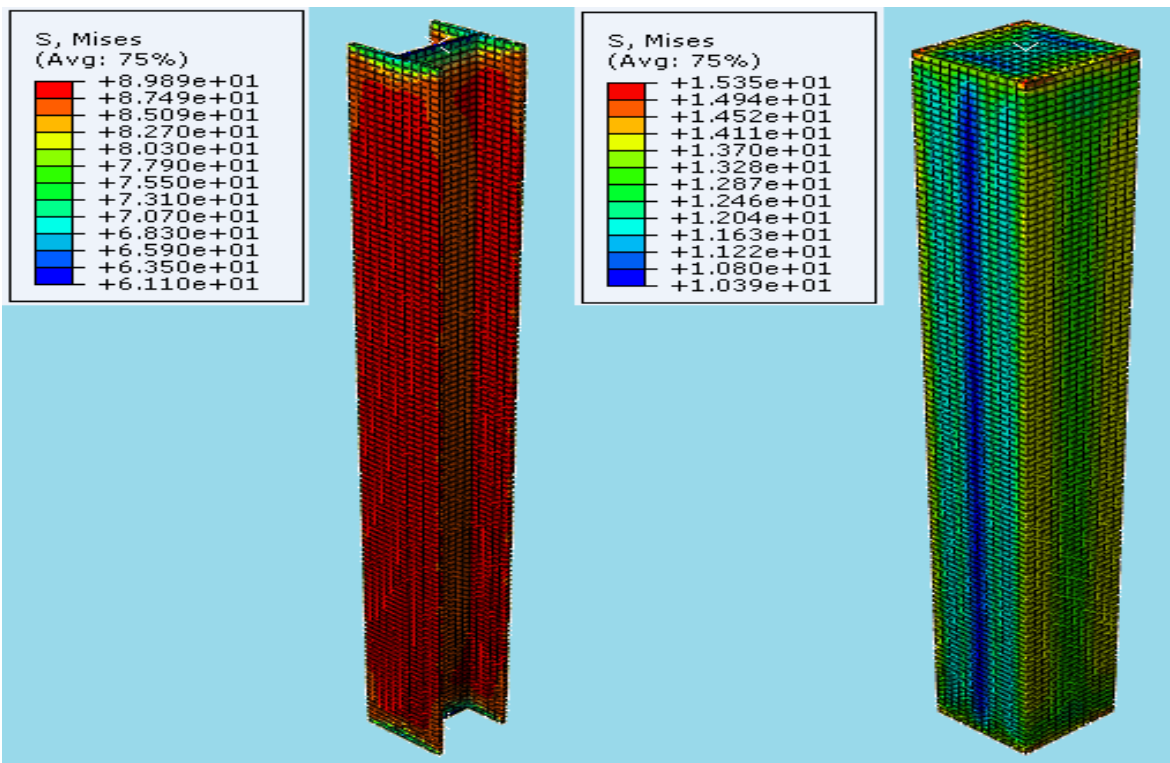 S, Mises
(Avg: 75%)
+8.989e+01
+8.749e+01
+8.509e+01
+8.270e+01
+8.030e+01
+7.790e+01
+7.550e+01
+7.310e+01
+7.070e+01
+6.830e+01
+6.590e+01
+6.350e+01
+6.110e+01
S, Mises
(Avg: 75%)
+1.535e+01
+1.494e+01
+1.452e+01
+1.411e+01
+1.370e+01
+1.328e+01
+1.287e+01
+1.246e+01
+1.204e+01
+1.163e+01
+1.122e+01
+1.080e+01
+1.039e+01